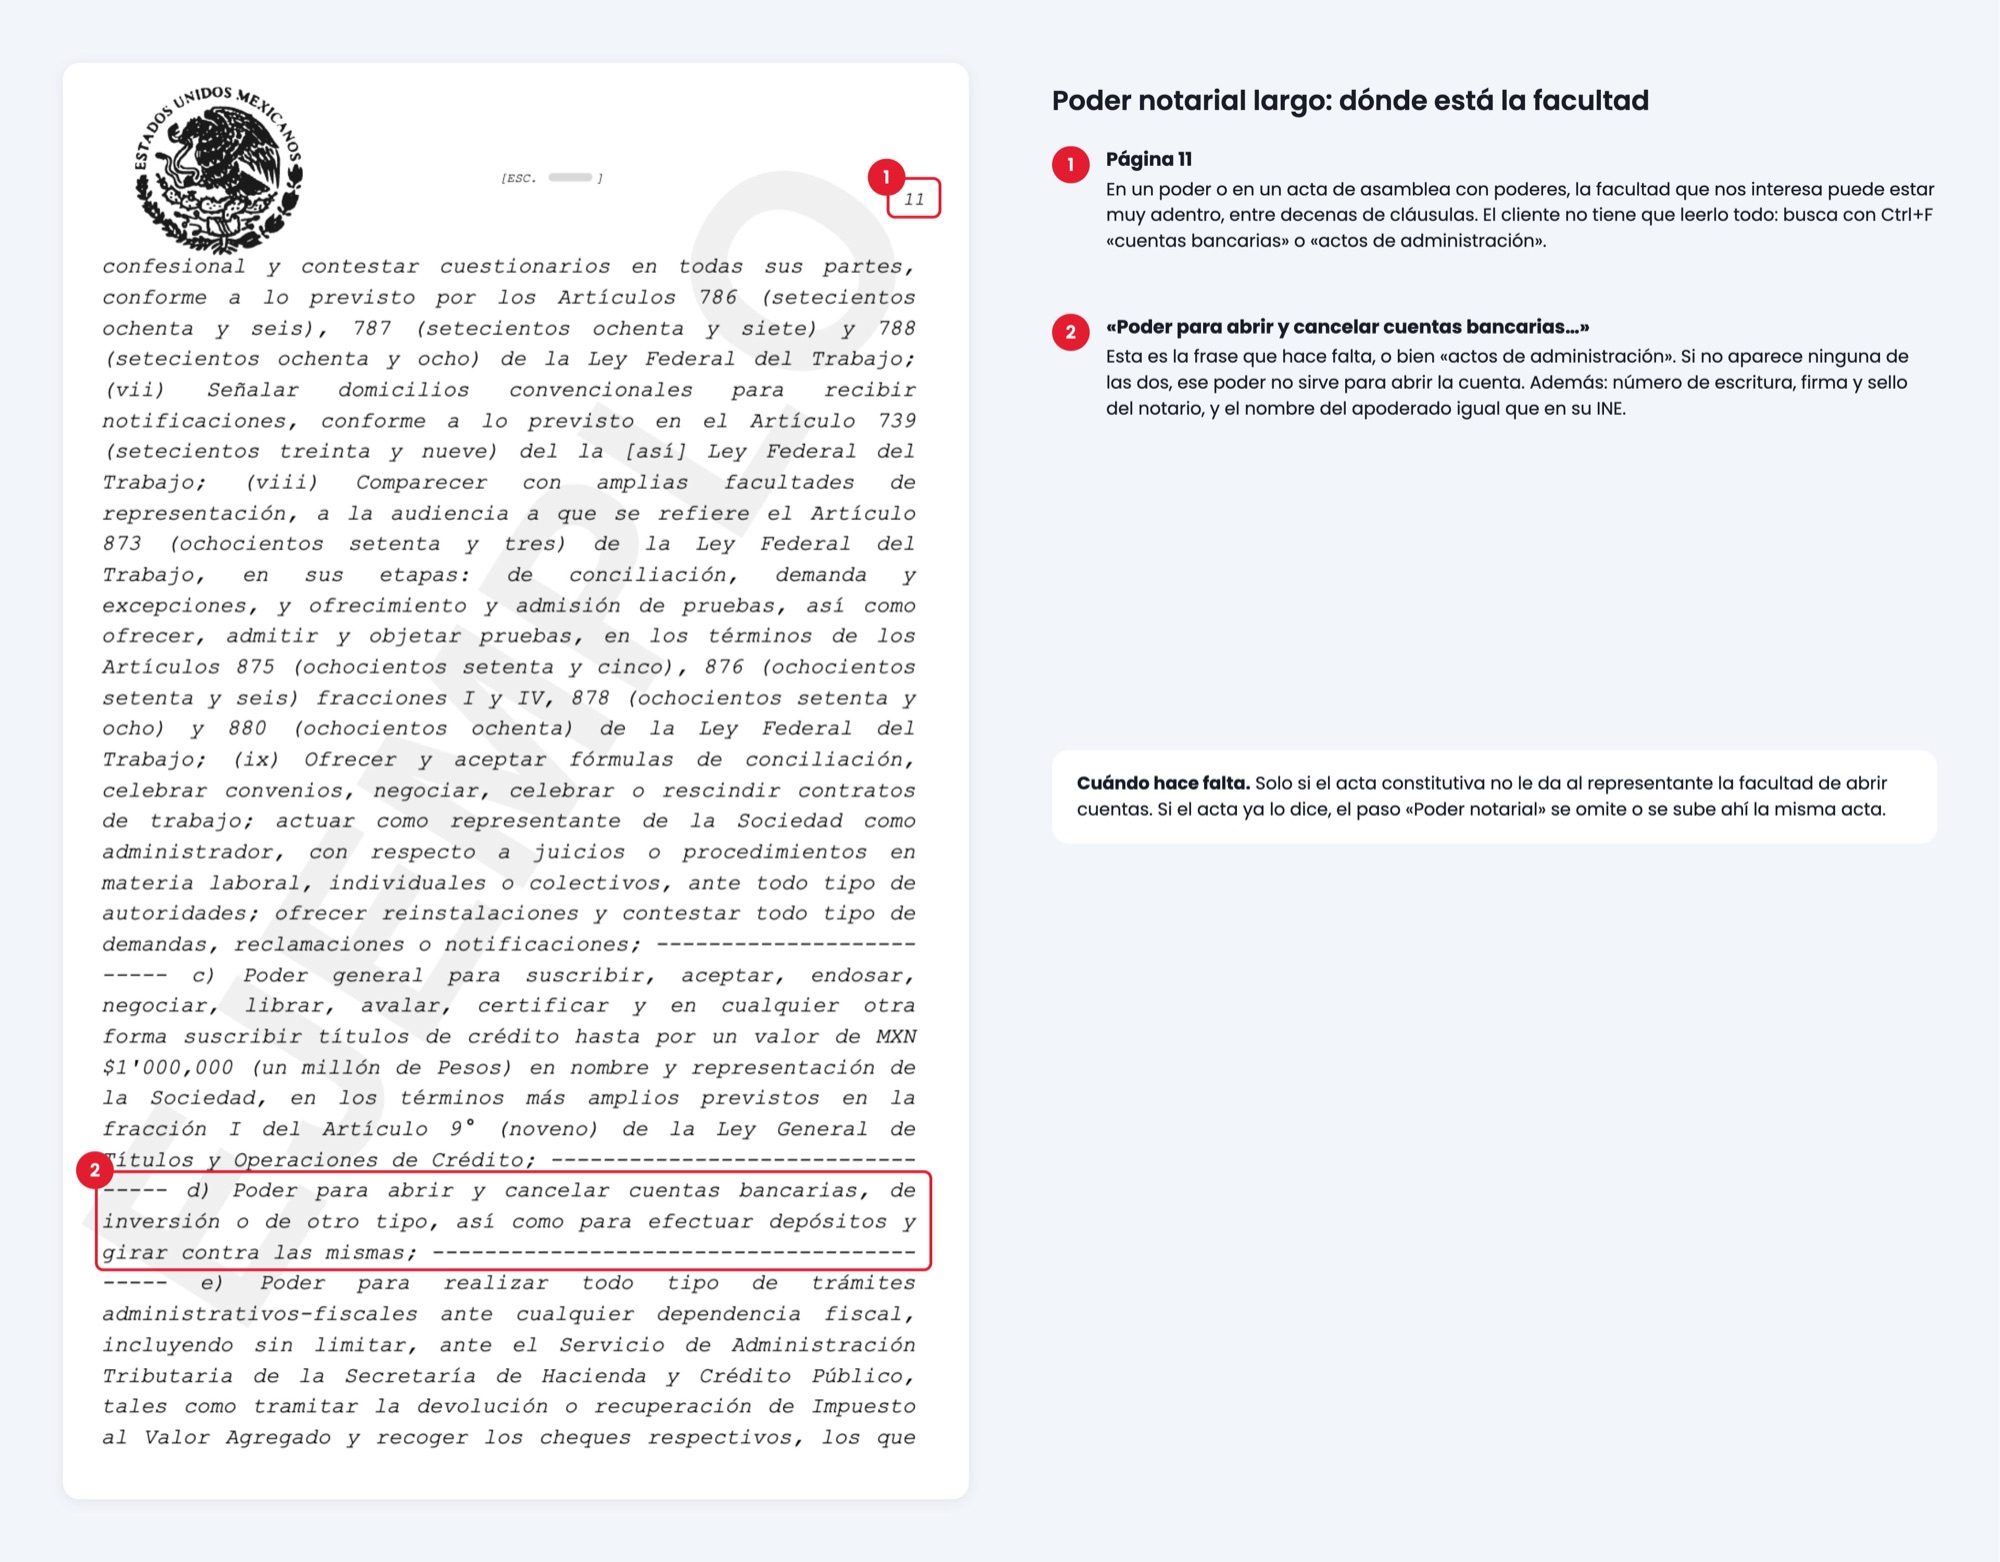 ESTADOS UNIDOS MEXICANOS
[ESC. ]
1
11
confesional y contestar cuestionarios en todas sus partes,
conforme a lo previsto por los Artículos 786 (setecientos
ochenta y seis), 787 (setecientos ochenta y siete) y 788
(setecientos ochenta y ocho) de la Ley Federal del Trabajo;
(vii) Señalar domicilios convencionales para recibir
notificaciones, conforme a lo previsto en el Artículo 739
(setecientos treinta y nueve) del la [así] Ley Federal del
Trabajo; (viii) Comparecer con amplias facultades de
representación, a la audiencia a que se refiere el Artículo
873 (ochocientos setenta y tres) de la Ley Federal del
Trabajo, en sus etapas: de conciliación, demanda y
excepciones, y ofrecimiento y admisión de pruebas, así como
ofrecer, admitir y objetar pruebas, en los términos de los
Artículos 875 (ochocientos setenta y cinco), 876 (ochocientos
setenta y seis) fracciones I y IV, 878 (ochocientos setenta y
ocho) y 880 (ochocientos ochenta) de la Ley Federal del
Trabajo; (ix) Ofrecer y aceptar fórmulas de conciliación,
celebrar convenios, negociar, celebrar o rescindir contratos
de trabajo; actuar como representante de la Sociedad como
administrador, con respecto a juicios o procedimientos en
materia laboral, individuales o colectivos, ante todo tipo de
autoridades; ofrecer reinstalaciones y contestar todo tipo de
demandas, reclamaciones o notificaciones; --------------------
----- c) Poder general para suscribir, aceptar, endosar,
negociar, librar, avalar, certificar y en cualquier otra
forma suscribir títulos de crédito hasta por un valor de MXN
$1'000,000 (un millón de Pesos) en nombre y representación de
la Sociedad, en los términos más amplios previstos en la
fracción I del Artículo 9° (noveno) de la Ley General de
Títulos y Operaciones de Crédito; ----------------------------
2
----- d) Poder para abrir y cancelar cuentas bancarias, de
inversión o de otro tipo, así como para efectuar depósitos y
girar contra las mismas; -------------------------------------
----- e) Poder para realizar todo tipo de trámites
administrativos-fiscales ante cualquier dependencia fiscal,
incluyendo sin limitar, ante el Servicio de Administración
Tributaria de la Secretaría de Hacienda y Crédito Público,
tales como tramitar la devolución o recuperación de Impuesto
al Valor Agregado y recoger los cheques respectivos, los que
EJEMPLO
Poder notarial largo: dónde está la facultad
1
Página 11
En un poder o en un acta de asamblea con poderes, la facultad que nos interesa puede estar
muy adentro, entre decenas de cláusulas. El cliente no tiene que leerlo todo: busca con Ctrl+F
«cuentas bancarias» o «actos de administración».
2
«Poder para abrir y cancelar cuentas bancarias…»
Esta es la frase que hace falta, o bien «actos de administración». Si no aparece ninguna de
las dos, ese poder no sirve para abrir la cuenta. Además: número de escritura, firma y sello
del notario, y el nombre del apoderado igual que en su INE.
Cuándo hace falta. Solo si el acta constitutiva no le da al representante la facultad de abrir
cuentas. Si el acta ya lo dice, el paso «Poder notarial» se omite o se sube ahí la misma acta.